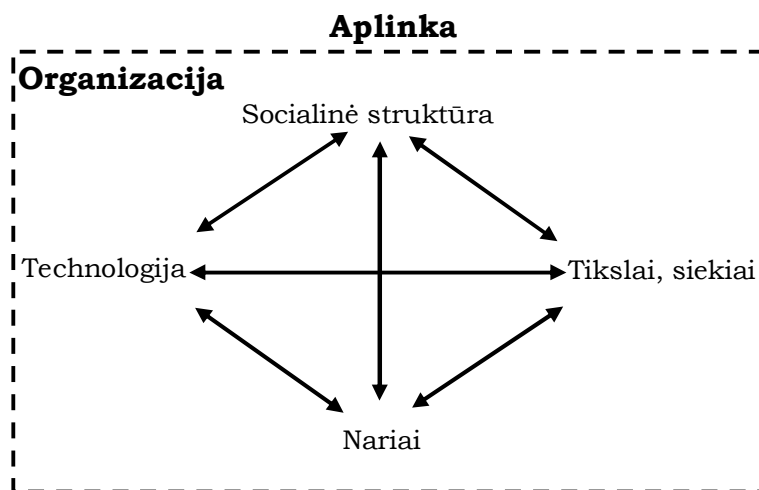 Aplinka
Organizacija
Socialinė struktūra
Technologija
Tikslai, siekiai
Nariai